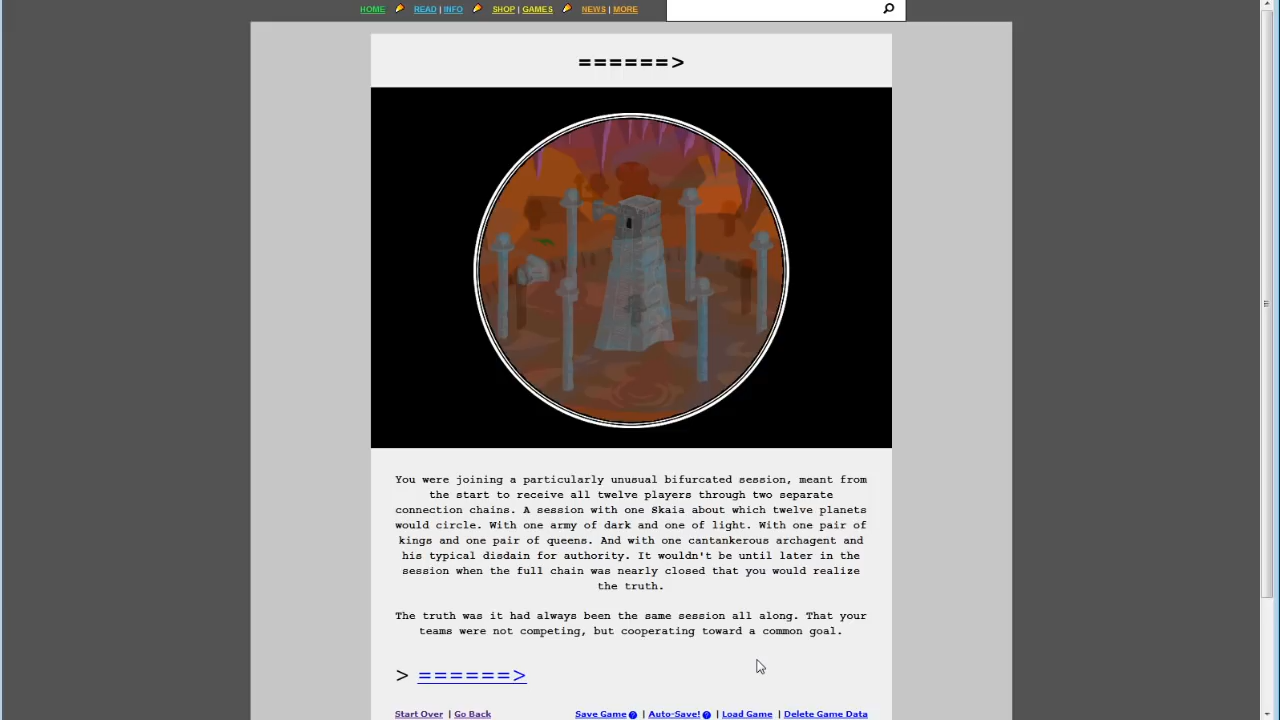 HOME READ | INFO SHOP | GAMES NEWS | MORE
======>
You were joining a particularly unusual bifurcated session, meant from
the start to receive all twelve players through two separate
connection chains. A session with one Skaia about which twelve planets
would circle. With one army of dark and one of light. With one pair of
kings and one pair of queens. And with one cantankerous archagent and
his typical disdain for authority. It wouldn't be until later in the
session when the full chain was nearly closed that you would realize
the truth.
The truth was it had always been the same session all along. That your
teams were not competing, but cooperating toward a common goal.
> ======>
Start Over | Go Back Save Game ? | Auto-Save! ? | Load Game | Delete Game Data